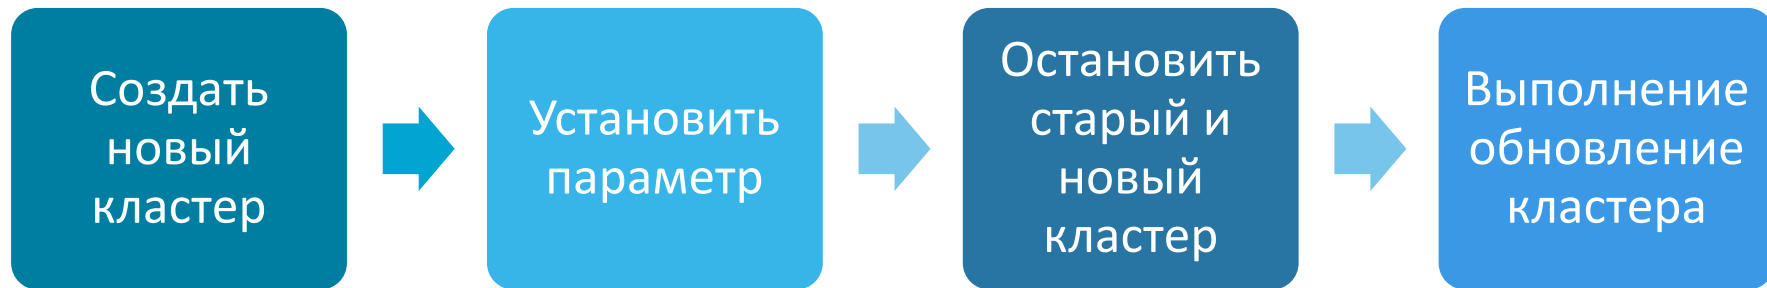 Создать
новый
кластер
Установить
параметр
Остановить
старый и
новый
кластер
Выполнение
обновление
кластера